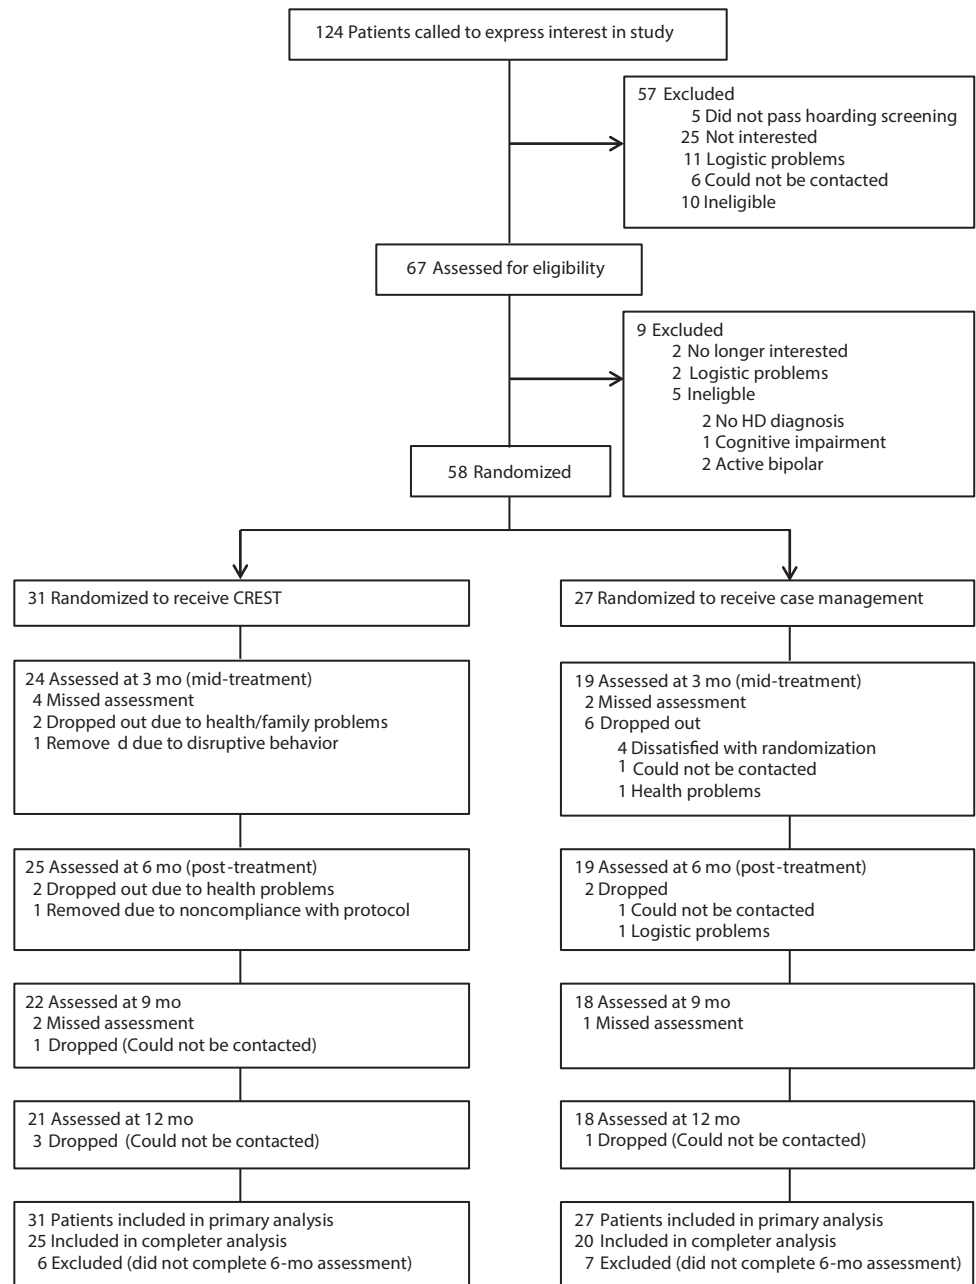 124 Patients called to express interest in study
57 Excluded
5 Did not pass hoarding screening
25 Not interested
11 Logistic problems
6 Could not be contacted
10 Ineligible
67 Assessed for eligibility
9 Excluded
2 No longer interested
2 Logistic problems
5 Ineligble
2 No HD diagnosis
1 Cognitive impairment
2 Active bipolar
58 Randomized
31 Randomized to receive CREST
24 Assessed at 3 mo (mid-treatment)
4 Missed assessment
2 Dropped out due to health/family problems
1 Remove d due to disruptive behavior
25 Assessed at 6 mo (post-treatment)
2 Dropped out due to health problems
1 Removed due to noncompliance with protocol
22 Assessed at 9 mo
2 Missed assessment
1 Dropped (Could not be contacted)
21 Assessed at 12 mo
3 Dropped (Could not be contacted)
31 Patients included in primary analysis
25 Included in completer analysis
6 Excluded (did not complete 6-mo assessment)
27 Randomized to receive case management
19 Assessed at 3 mo (mid-treatment)
2 Missed assessment
6 Dropped out
4 Dissatisfied with randomization
1 Could not be contacted
1 Health problems
19 Assessed at 6 mo (post-treatment)
2 Dropped
1 Could not be contacted
1 Logistic problems
18 Assessed at 9 mo
1 Missed assessment
18 Assessed at 12 mo
1 Dropped (Could not be contacted)
27 Patients included in primary analysis
20 Included in completer analysis
7 Excluded (did not complete 6-mo assessment)